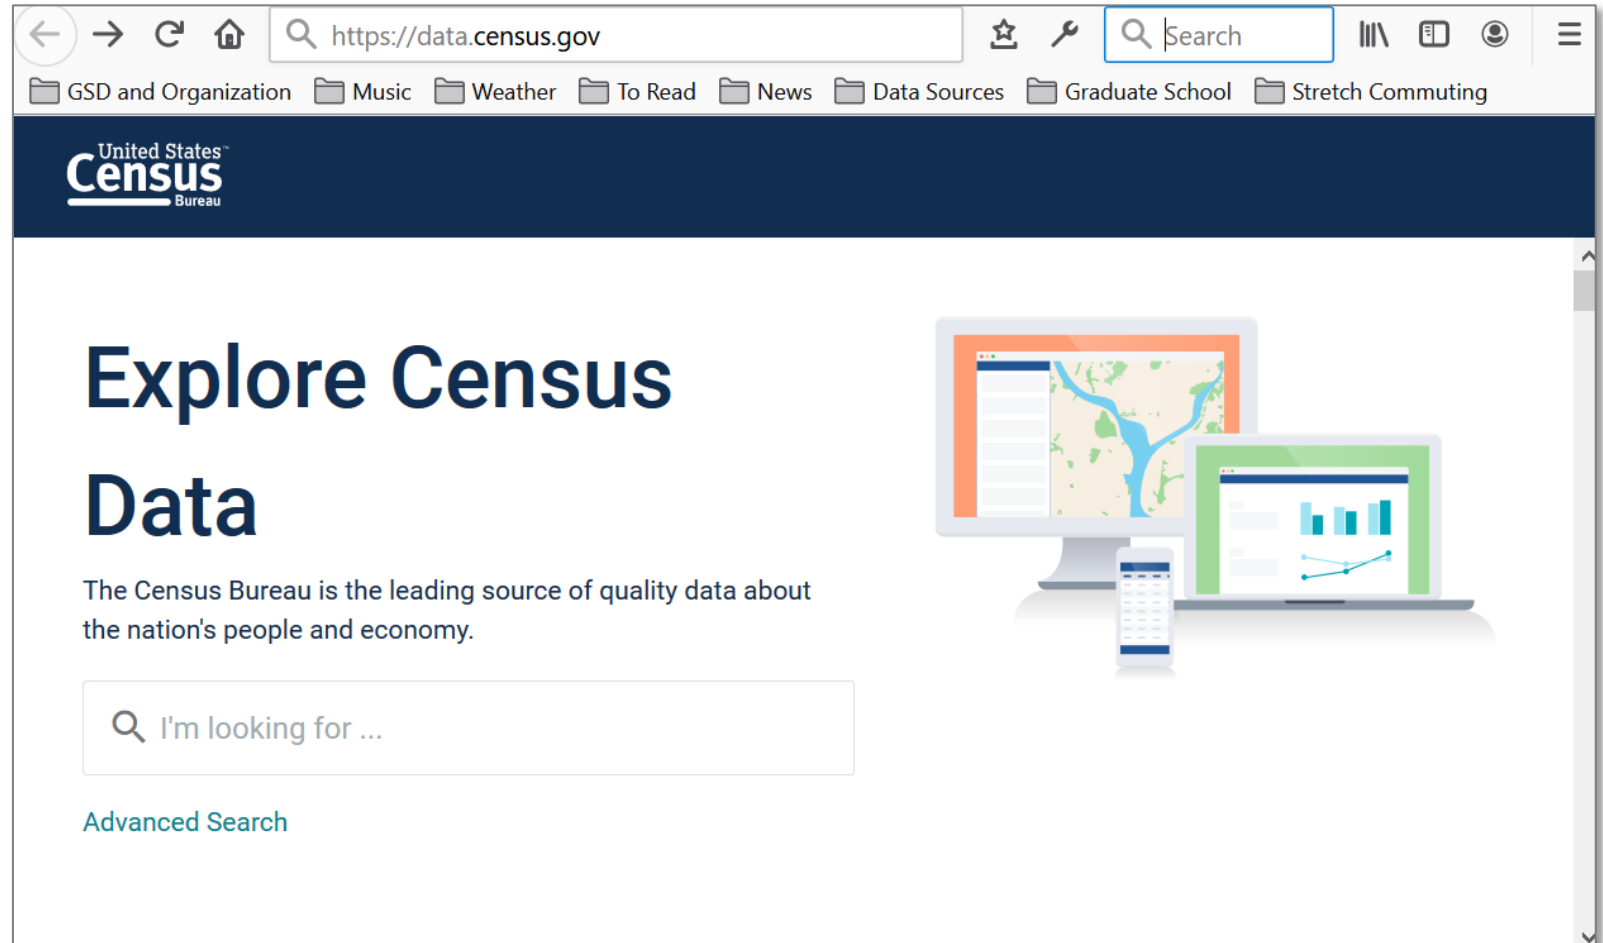 https://data.census.gov
Search
GSD and Organization Music Weather To Read News Data Sources Graduate School Stretch Commuting
United States™
Census
Bureau
Explore Census
Data
The Census Bureau is the leading source of quality data about
the nation's people and economy.
I'm looking for ...
Advanced Search